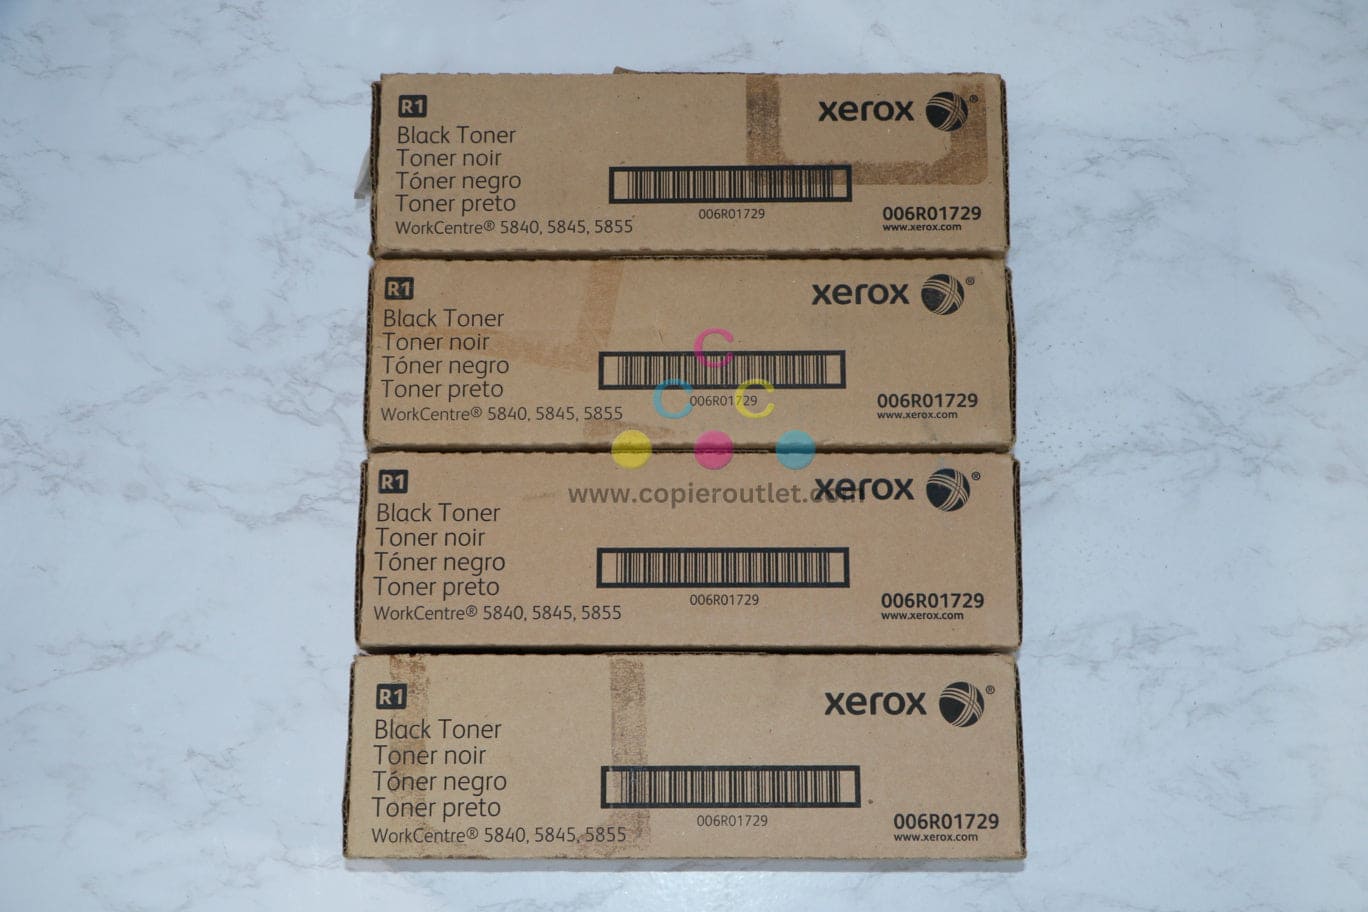 R1
xerox ®
Black Toner
Toner noir
Tóner negro
Toner preto
WorkCentre® 5840, 5845, 5855
006R01729
006R01729
www.xerox.com
R1
xerox ®
Black Toner
Toner noir
Tóner negro
Toner preto
WorkCentre® 5840, 5845, 5855
006R01729
006R01729
www.xerox.com
C
C C
www.copieroutlet.com
R1
xerox ®
Black Toner
Toner noir
Tóner negro
Toner preto
WorkCentre® 5840, 5845, 5855
006R01729
006R01729
www.xerox.com
R1
xerox ®
Black Toner
Toner noir
Tóner negro
Toner preto
WorkCentre® 5840, 5845, 5855
006R01729
006R01729
www.xerox.com